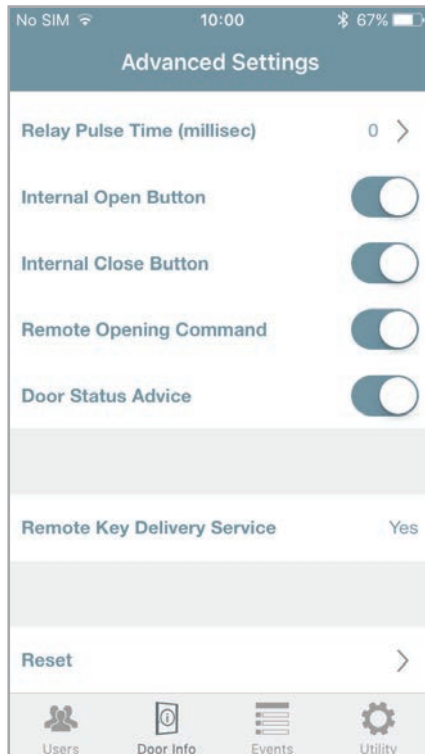 No SIM 10:00 67%
Advanced Settings
Relay Pulse Time (millisec) 0
Internal Open Button
Internal Close Button
Remote Opening Command
Door Status Advice
Remote Key Delivery Service Yes
Reset
Users Door Info Events Utility